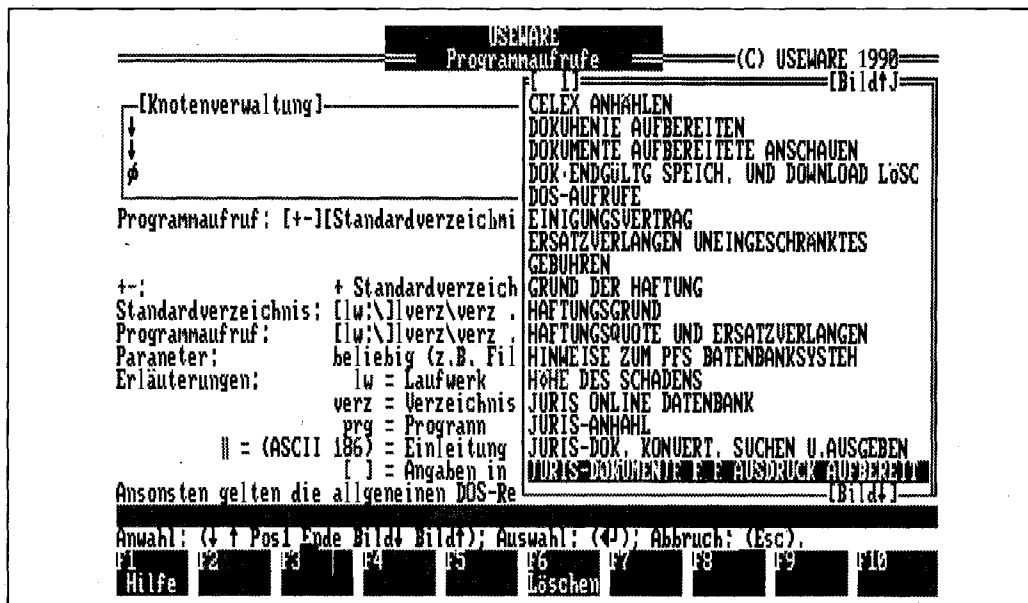 USEWARE
Programmaufrufe
(C) USEWARE 1990
[Knotenverwaltung]
↓
↓
ø
Programmaufruf: [+-][Standardverzeichni
+-: + Standardverzeich
Standardverzeichnis: [lw:\]lverz\verz .
Programmaufruf: [lw:\]lverz\verz .
Parameter: beliebig (z.B. Fil
Erläuterungen: lw = Laufwerk
verz = Verzeichnis
prg = Programm
‖ = (ASCII 186) = Einleitung
[ ] = Angaben in
Ansonsten gelten die allgemeinen DOS-Re
[ 1] [Bild↑]
CELEX ANWÄHLEN
DOKUMENTE AUFBEREITEN
DOKUMENTE AUFBEREITETE ANSCHAUEN
DOK.ENDGÜLTG SPEICH. UND DOWNLOAD LÖSC
DOS-AUFRUFE
EINIGUNGSVERTRAG
ERSATZVERLANGEN UNEINGESCHRÄNKTES
GEBÜHREN
GRUND DER HAFTUNG
HAFTUNGSGRUND
HAFTUNGSQUOTE UND ERSATZVERLANGEN
HINWEISE ZUM PFS DATENBANKSYSTEM
HÖHE DES SCHADENS
JURIS ONLINE DATENBANK
JURIS-ANWAHL
JURIS-DOK. KONVERT. SUCHEN U.AUSGEBEN
JURIS-DOKUMENTE F F AUSDRUCK AUFBEREIT
[Bild↓]
Anwahl: (↓ ↑ Pos1 Ende Bild↓ Bild↑); Auswahl: (↵); Abbruch: (Esc).
F1 F2 F3 F4 F5 F6 F7 F8 F9 F10
Hilfe Löschen